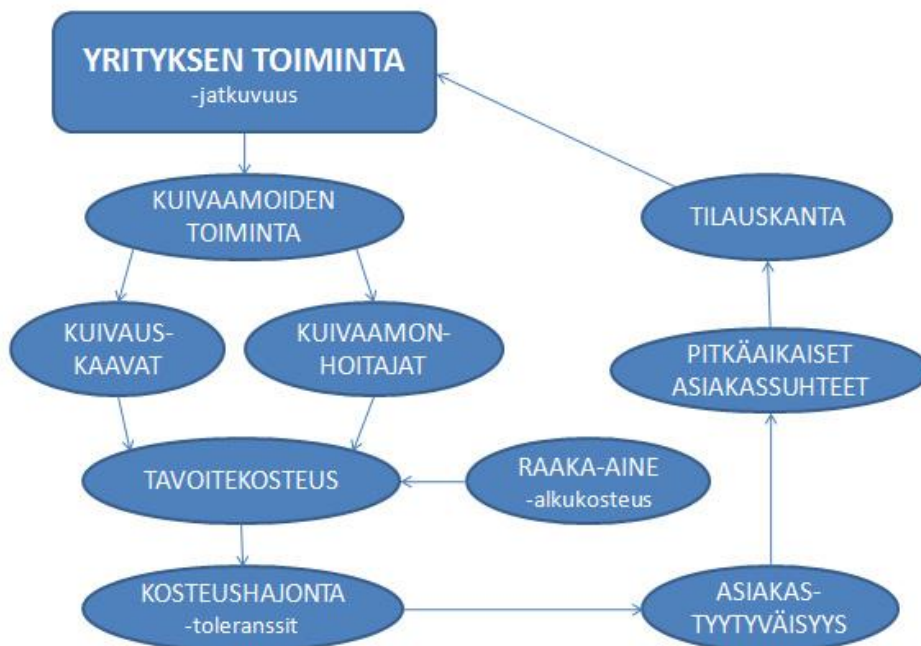 YRITYKSEN TOIMINTA
-jatkuvuus
KUIVAAMOIDEN
TOIMINTA
TILAUSKANTA
KUIVAUS-
KAAVAT
KUIVAAMON-
HOITAJAT
PITKÄAIKAISET
ASIAKASSUHTEET
TAVOITEKOSTEUS
RAAKA-AINE
-alkukosteus
KOSTEUSHAJONTA
-toleranssit
ASIAKAS-
TYYTYVÄISYYS